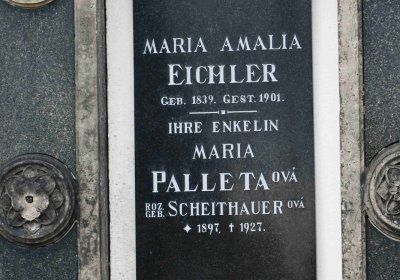 MARIA AMALIA
EICHLER
GEB. 1839. GEST. 1901.
IHRE ENKELIN
MARIA
PALLETAOVÁ
ROZ. GEB. SCHEITHAUEROVÁ
✦ 1897. † 1927.